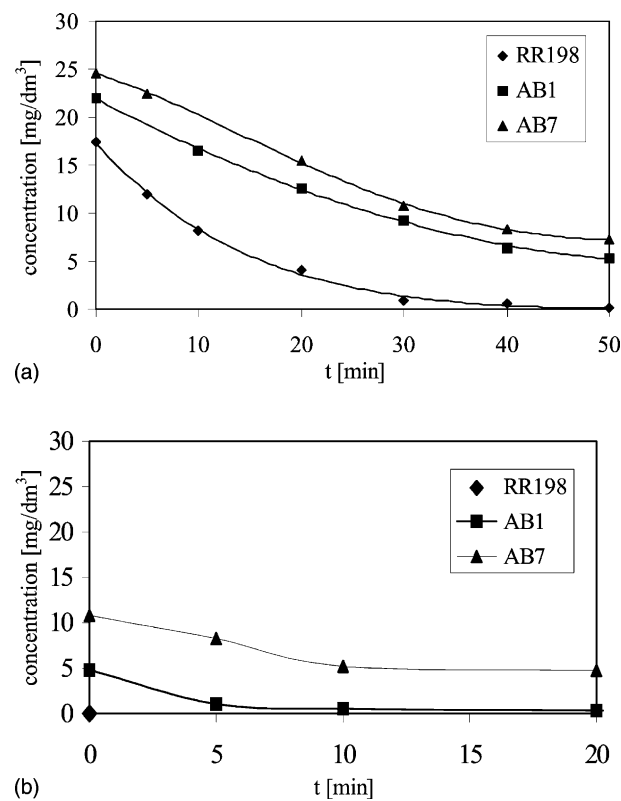 30
25
20
15
10
5
0
concentration [mg/dm³]
RR198
AB1
AB7
0 10 20 30 40 50
t [min]
(a)
30
25
20
15
10
5
0
concentration [mg/dm³]
RR198
AB1
AB7
0 5 10 15 20
t [min]
(b)